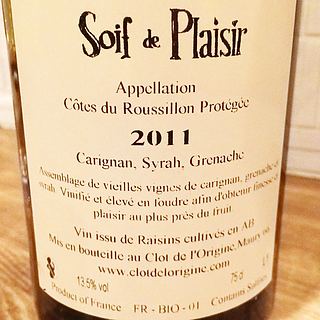 Soif de Plaisir
Appellation
Côtes du Roussillon Protégée
2011
Carignan, Syrah, Grenache
Assemblage de vieilles vignes de carignan, grenache et
syrah. Vinifié et élevé en foudre afin d'obtenir finesse et
plaisir au plus près du fruit.
Vin issu de Raisins cultivés en AB
Mis en bouteille au Clot de l'Origine, Maury 66.
www.clotdelorigine.com
13.5% vol 75 cl
Product of France FR - BIO - 01 Contains